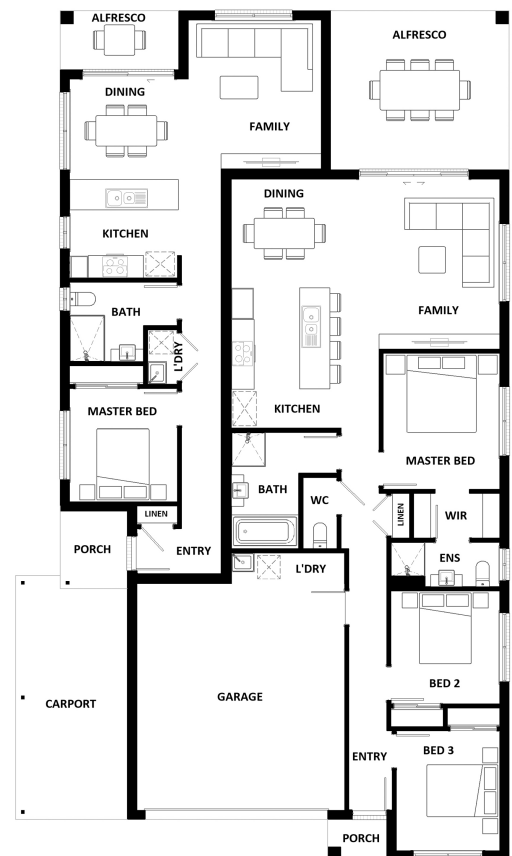 ALFRESCO
ALFRESCO
DINING
FAMILY
DINING
KITCHEN
BATH
FAMILY
L'DRY
MASTER BED
KITCHEN
MASTER BED
BATH
WC
LINEN
WIR
LINEN
PORCH
ENTRY
ENS
L'DRY
BED 2
GARAGE
CARPORT
BED 3
ENTRY
PORCH